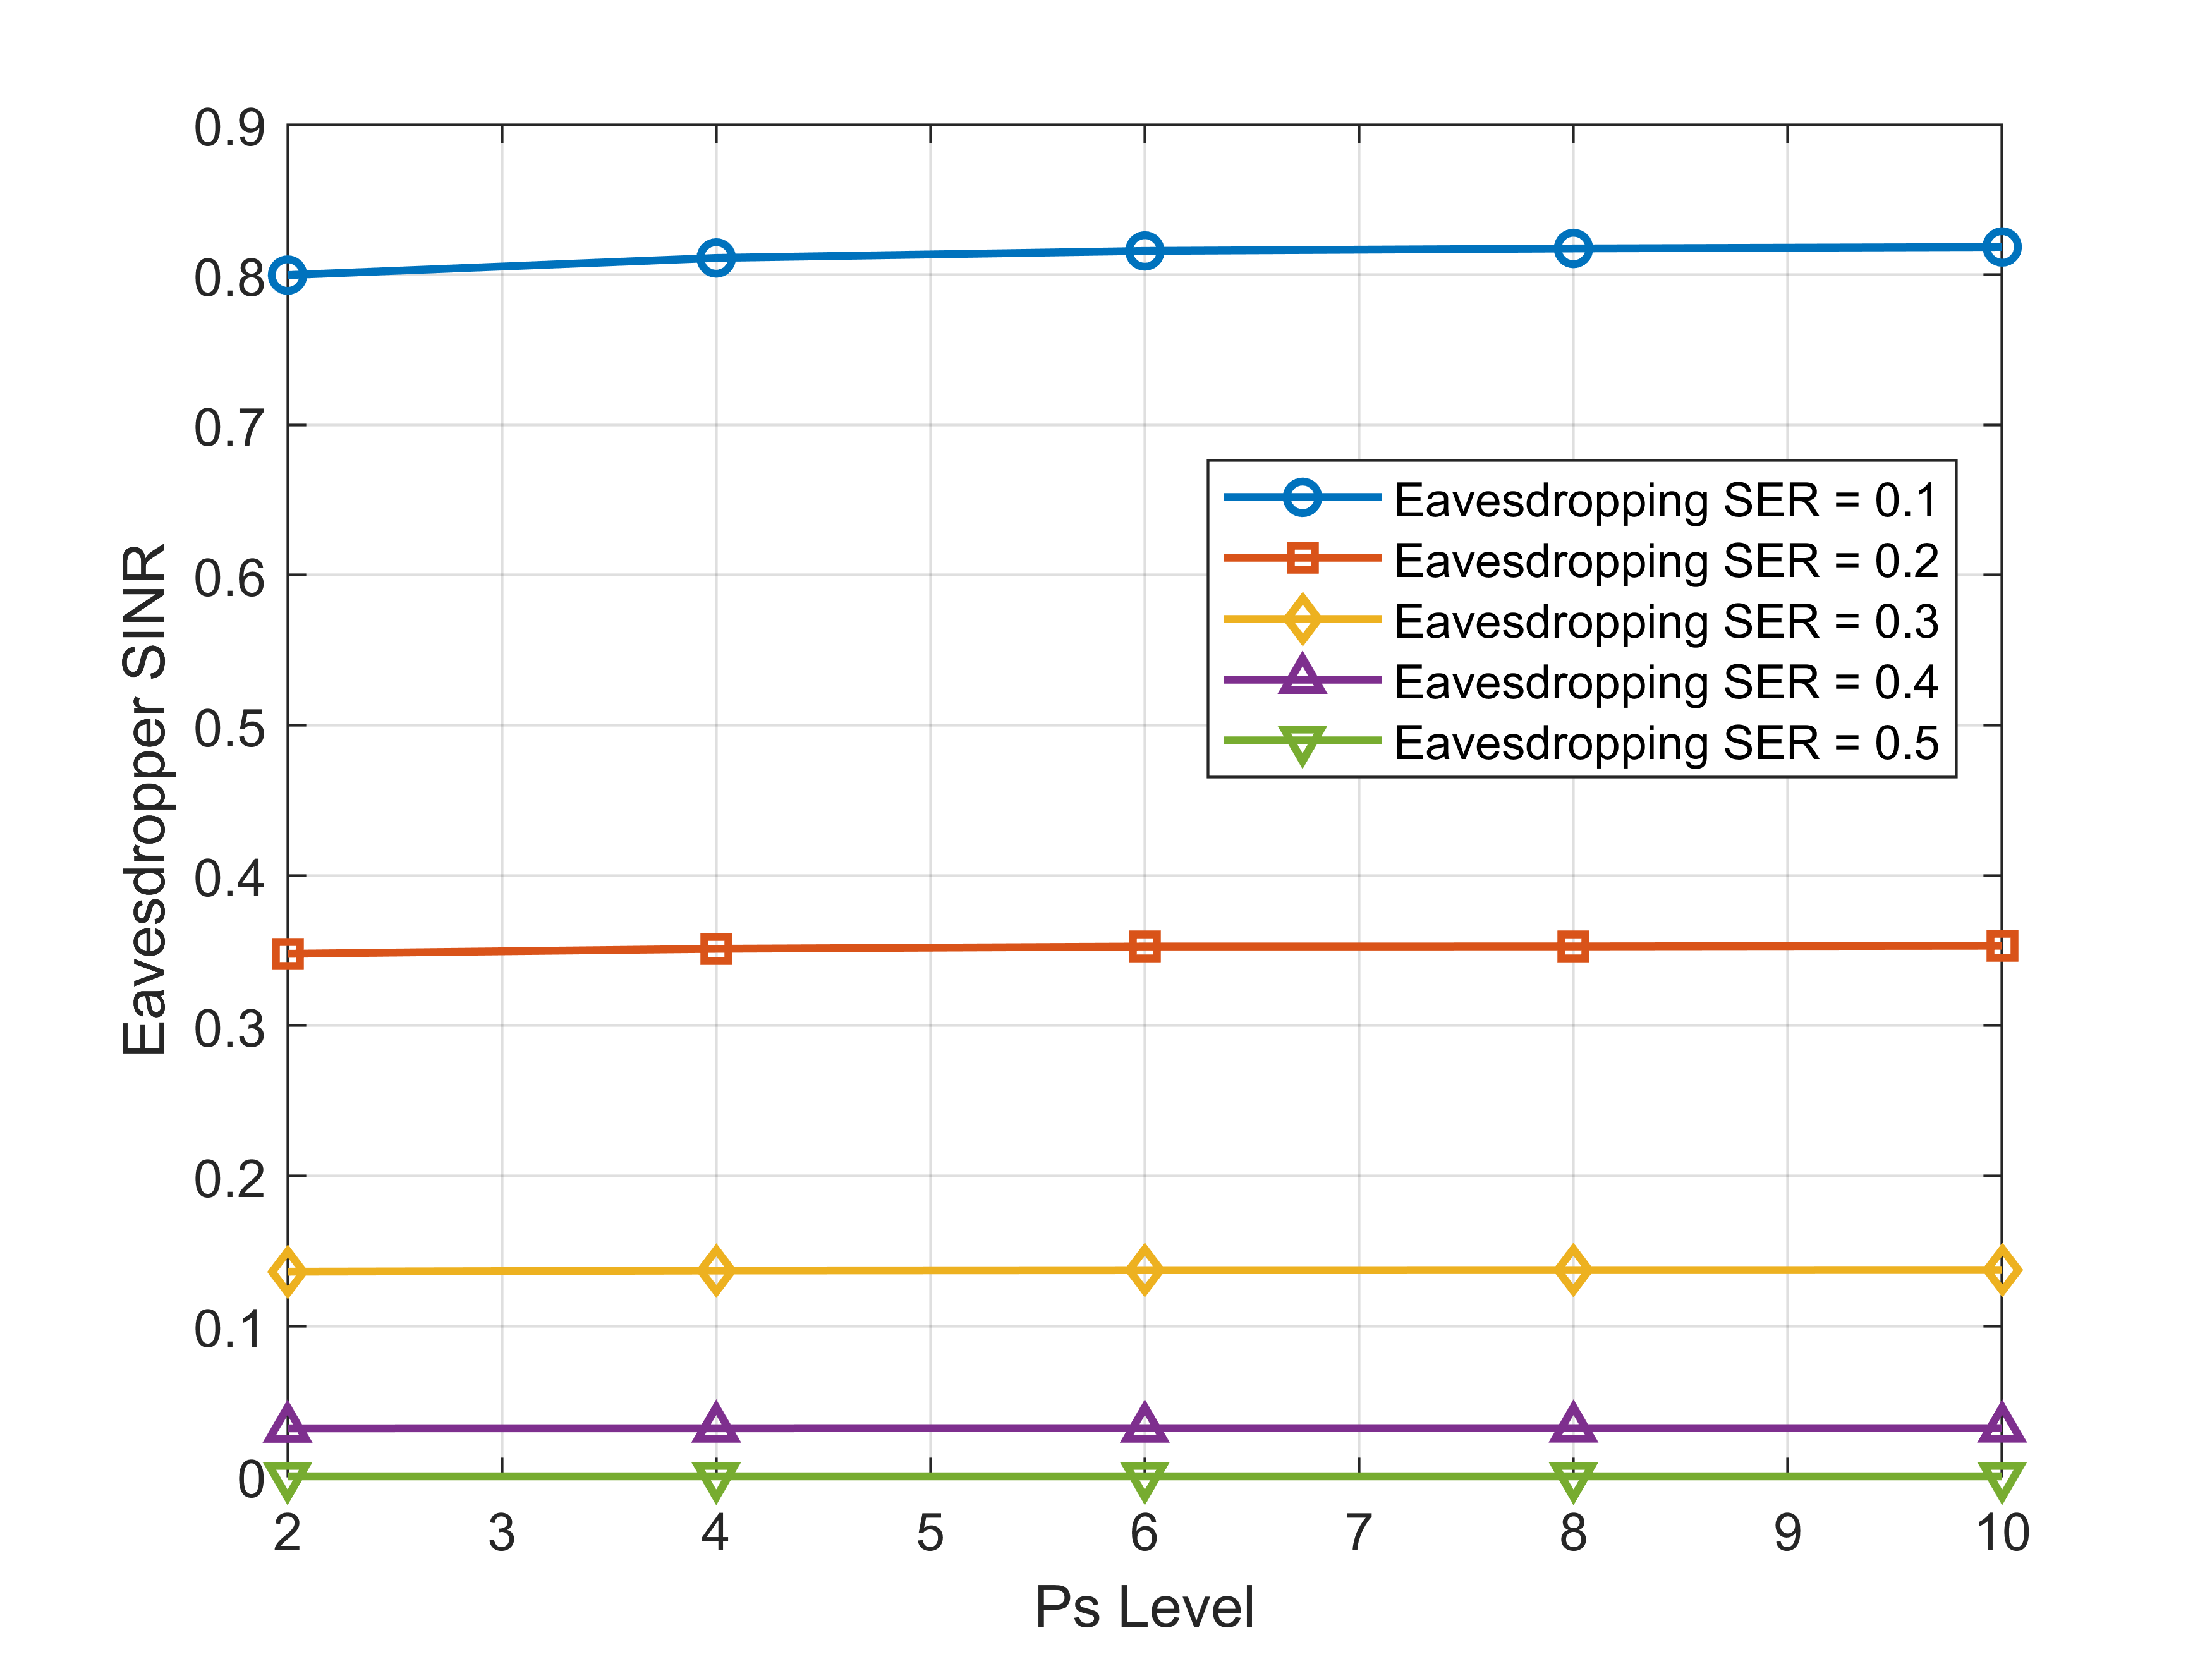 0.9
0.8
0.7
0.6
0.5
0.4
0.3
0.2
0.1
0
Eavesdropper SINR
Eavesdropping SER = 0.1
Eavesdropping SER = 0.2
Eavesdropping SER = 0.3
Eavesdropping SER = 0.4
Eavesdropping SER = 0.5
2 3 4 5 6 7 8 9 10
Ps Level